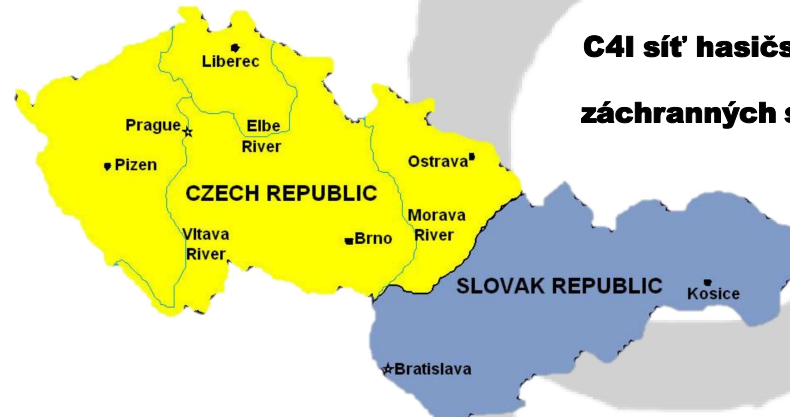 C4I síť hasičs
záchranných s
Liberec
Prague
Elbe
River
Pizen
Ostrava
CZECH REPUBLIC
Vltava
River
Morava
River
Brno
SLOVAK REPUBLIC
Kosice
Bratislava